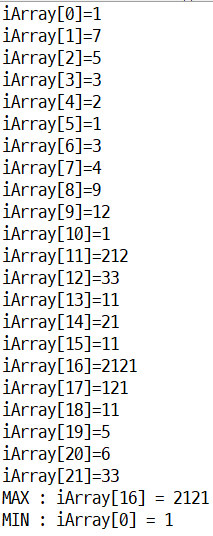 iArray[0]=1
iArray[1]=7
iArray[2]=5
iArray[3]=3
iArray[4]=2
iArray[5]=1
iArray[6]=3
iArray[7]=4
iArray[8]=9
iArray[9]=12
iArray[10]=1
iArray[11]=212
iArray[12]=33
iArray[13]=11
iArray[14]=21
iArray[15]=11
iArray[16]=2121
iArray[17]=121
iArray[18]=11
iArray[19]=5
iArray[20]=6
iArray[21]=33
MAX : iArray[16] = 2121
MIN : iArray[0] = 1